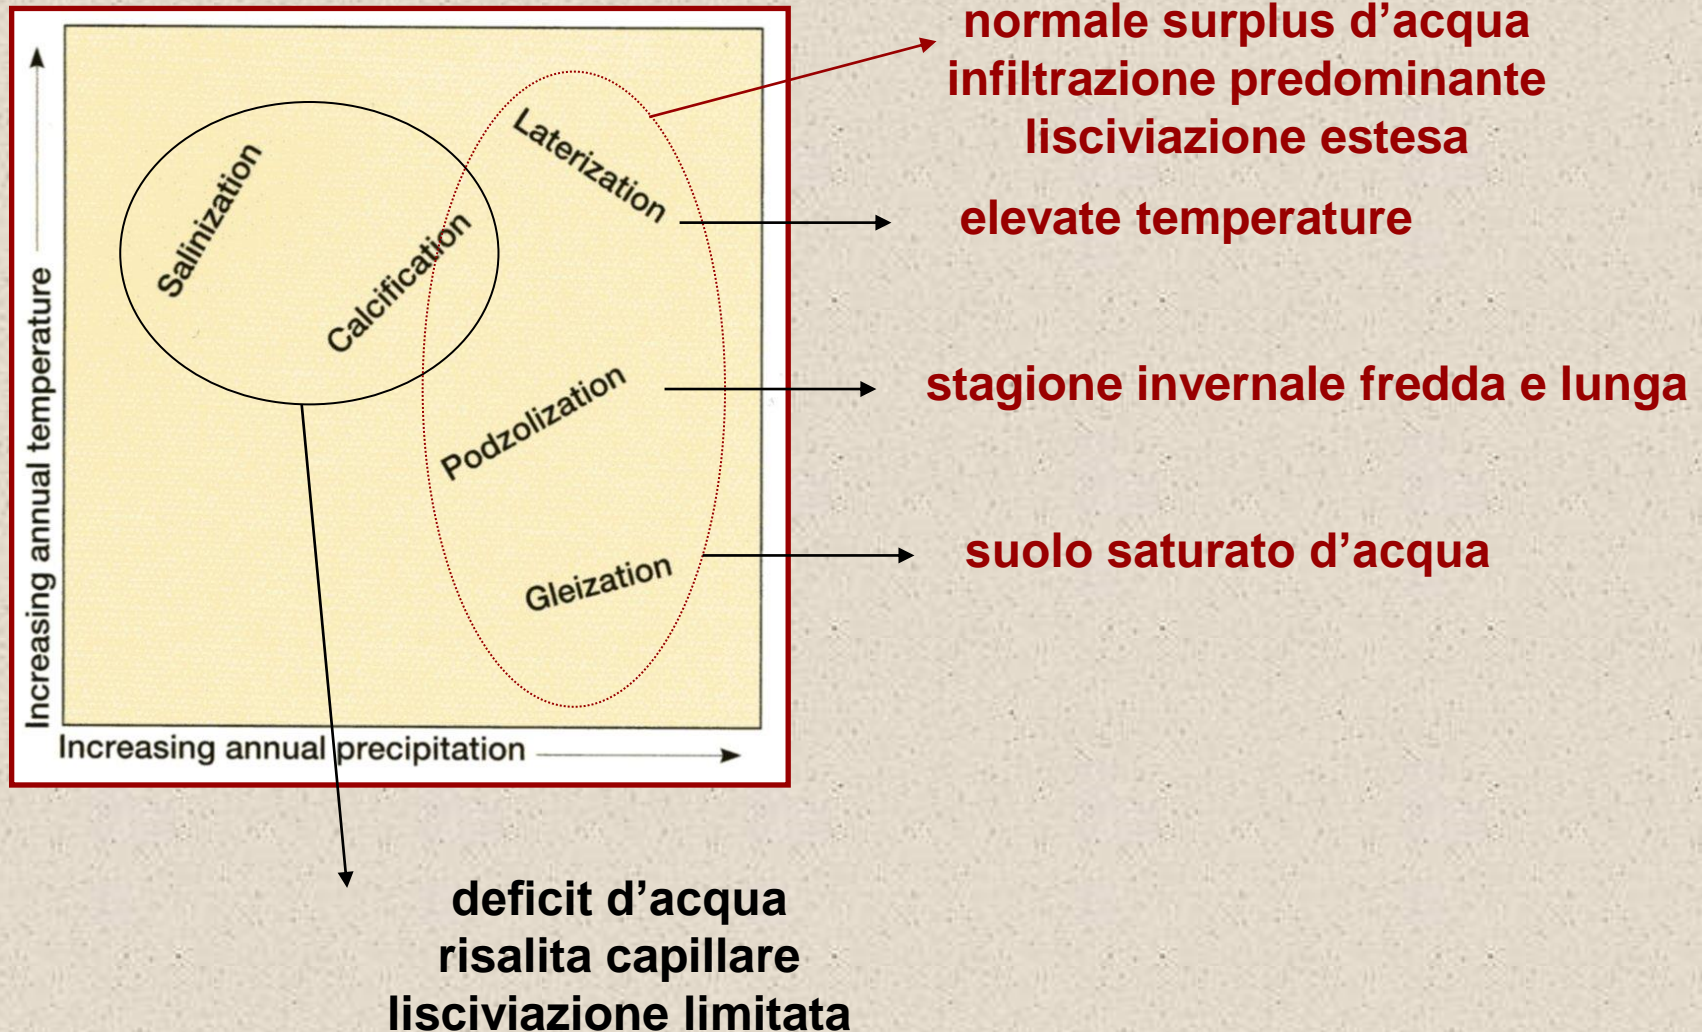 normale surplus d’acqua
infiltrazione predominante
lisciviazione estesa
elevate temperature
stagione invernale fredda e lunga
suolo saturato d’acqua
Increasing annual temperature
Salinization
Calcification
Laterization
Podzolization
Gleization
Increasing annual precipitation
deficit d’acqua
risalita capillare
lisciviazione limitata